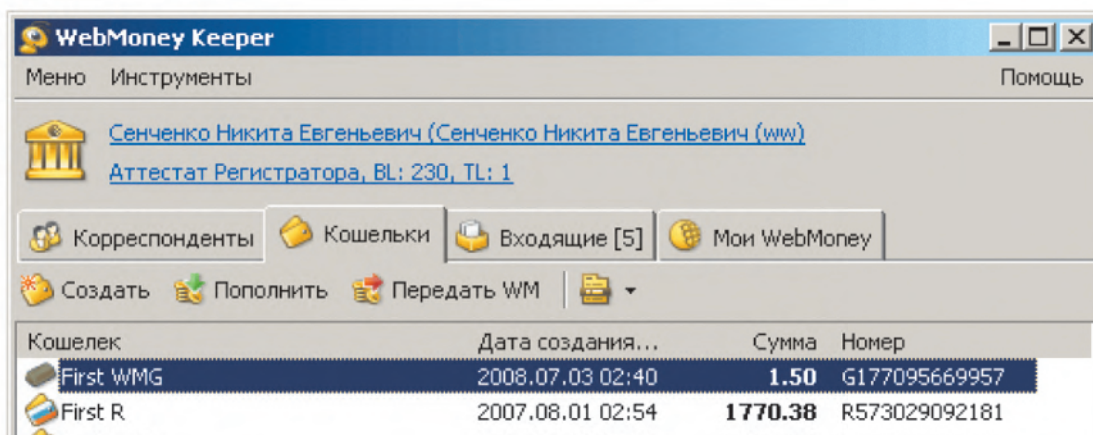 WebMoney Keeper
Меню Инструменты Помощь
Сенченко Никита Евгеньевич (Сенченко Никита Евгеньевич (ww)
Аттестат Регистратора, BL: 230, TL: 1
Корреспонденты Кошельки Входящие [5] Мои WebMoney
Создать Пополнить Передать WM
Кошелек Дата создания... Сумма Номер
First WMG 2008.07.03 02:40 1.50 G177095669957
First R 2007.08.01 02:54 1770.38 R573029092181